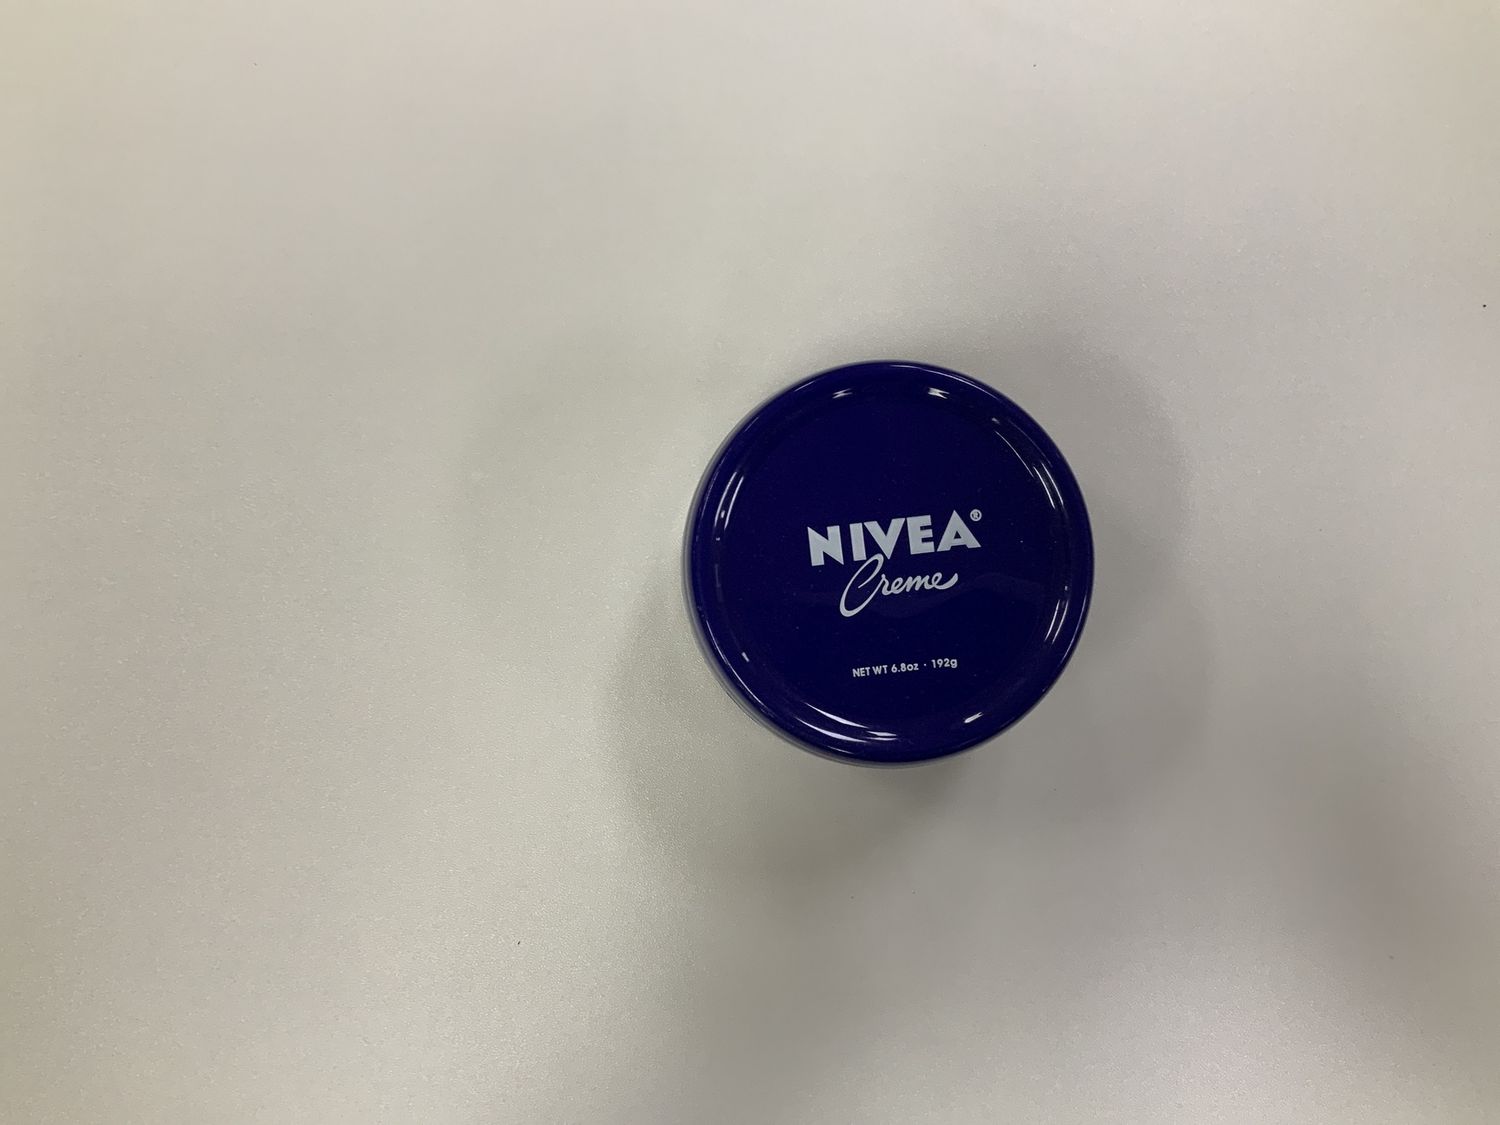 NIVEA®
Creme
NET WT 6.8oz · 192g